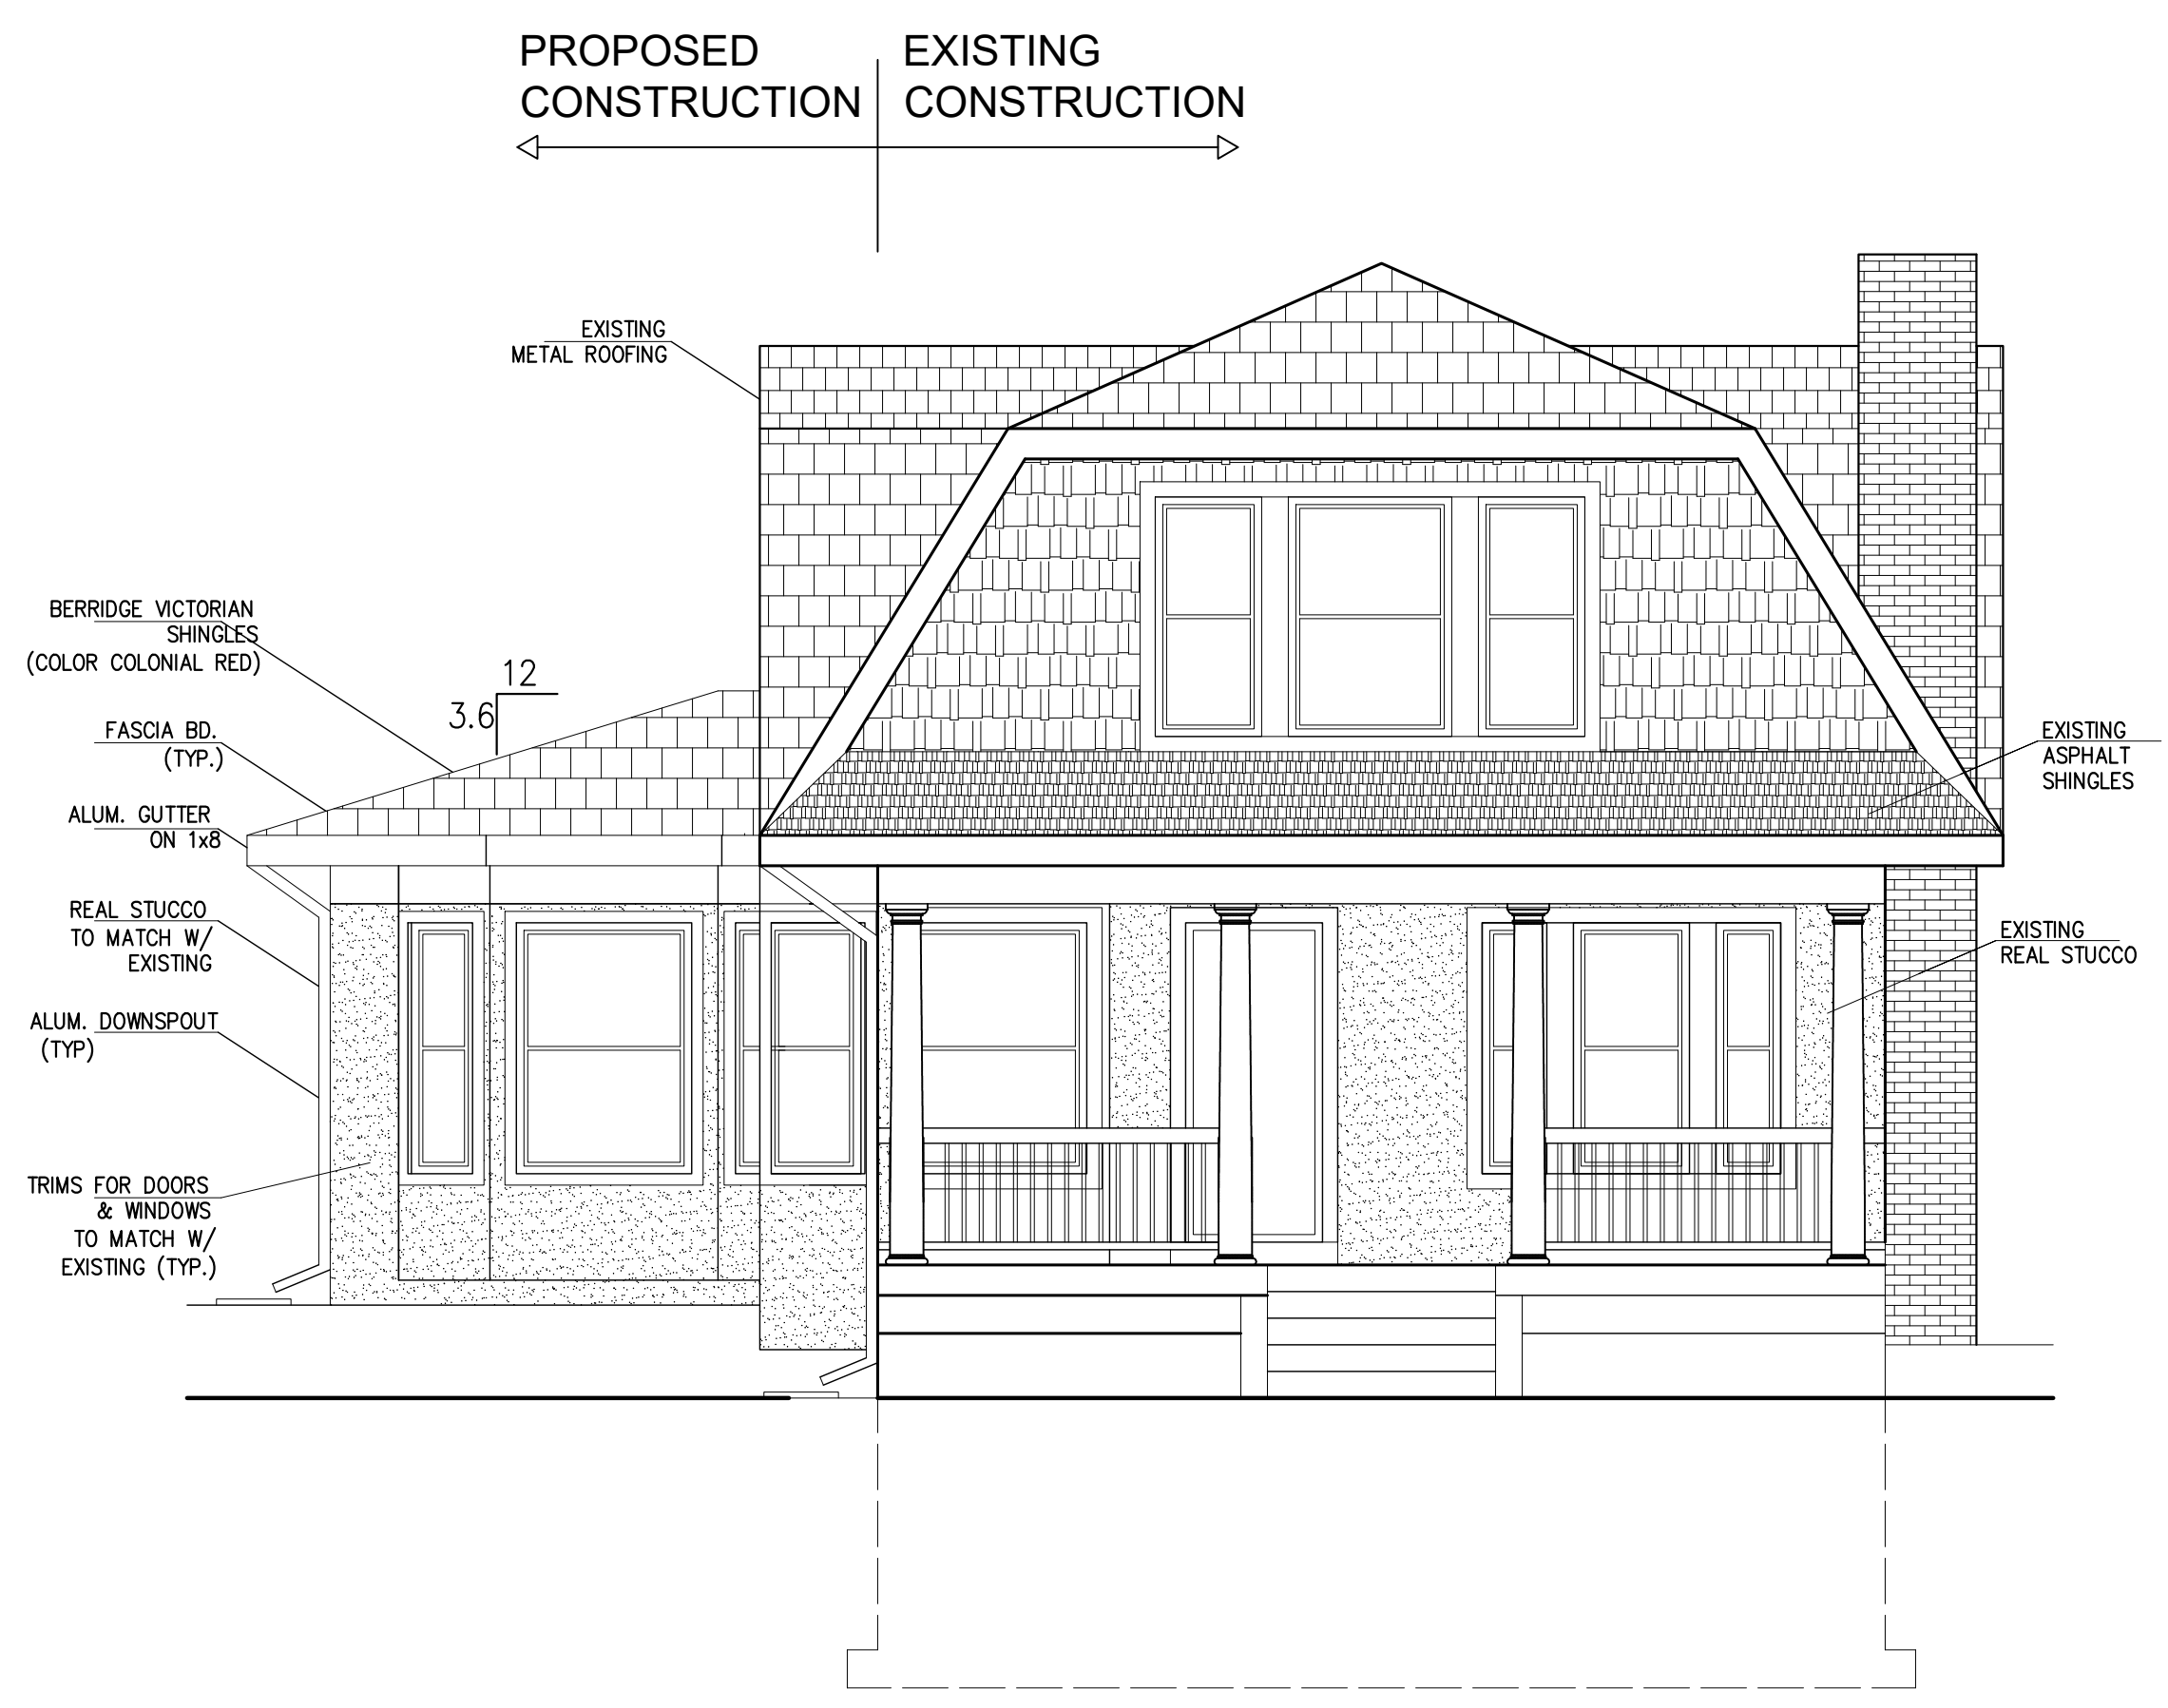 PROPOSED
CONSTRUCTION
EXISTING
CONSTRUCTION
EXISTING
METAL ROOFING
BERRIDGE VICTORIAN
SHINGLES
(COLOR COLONIAL RED)
12
3.6
FASCIA BD.
(TYP.)
ALUM. GUTTER
ON 1x8
REAL STUCCO
TO MATCH W/
EXISTING
ALUM. DOWNSPOUT
(TYP)
TRIMS FOR DOORS
& WINDOWS
TO MATCH W/
EXISTING (TYP.)
EXISTING
ASPHALT
SHINGLES
EXISTING
REAL STUCCO